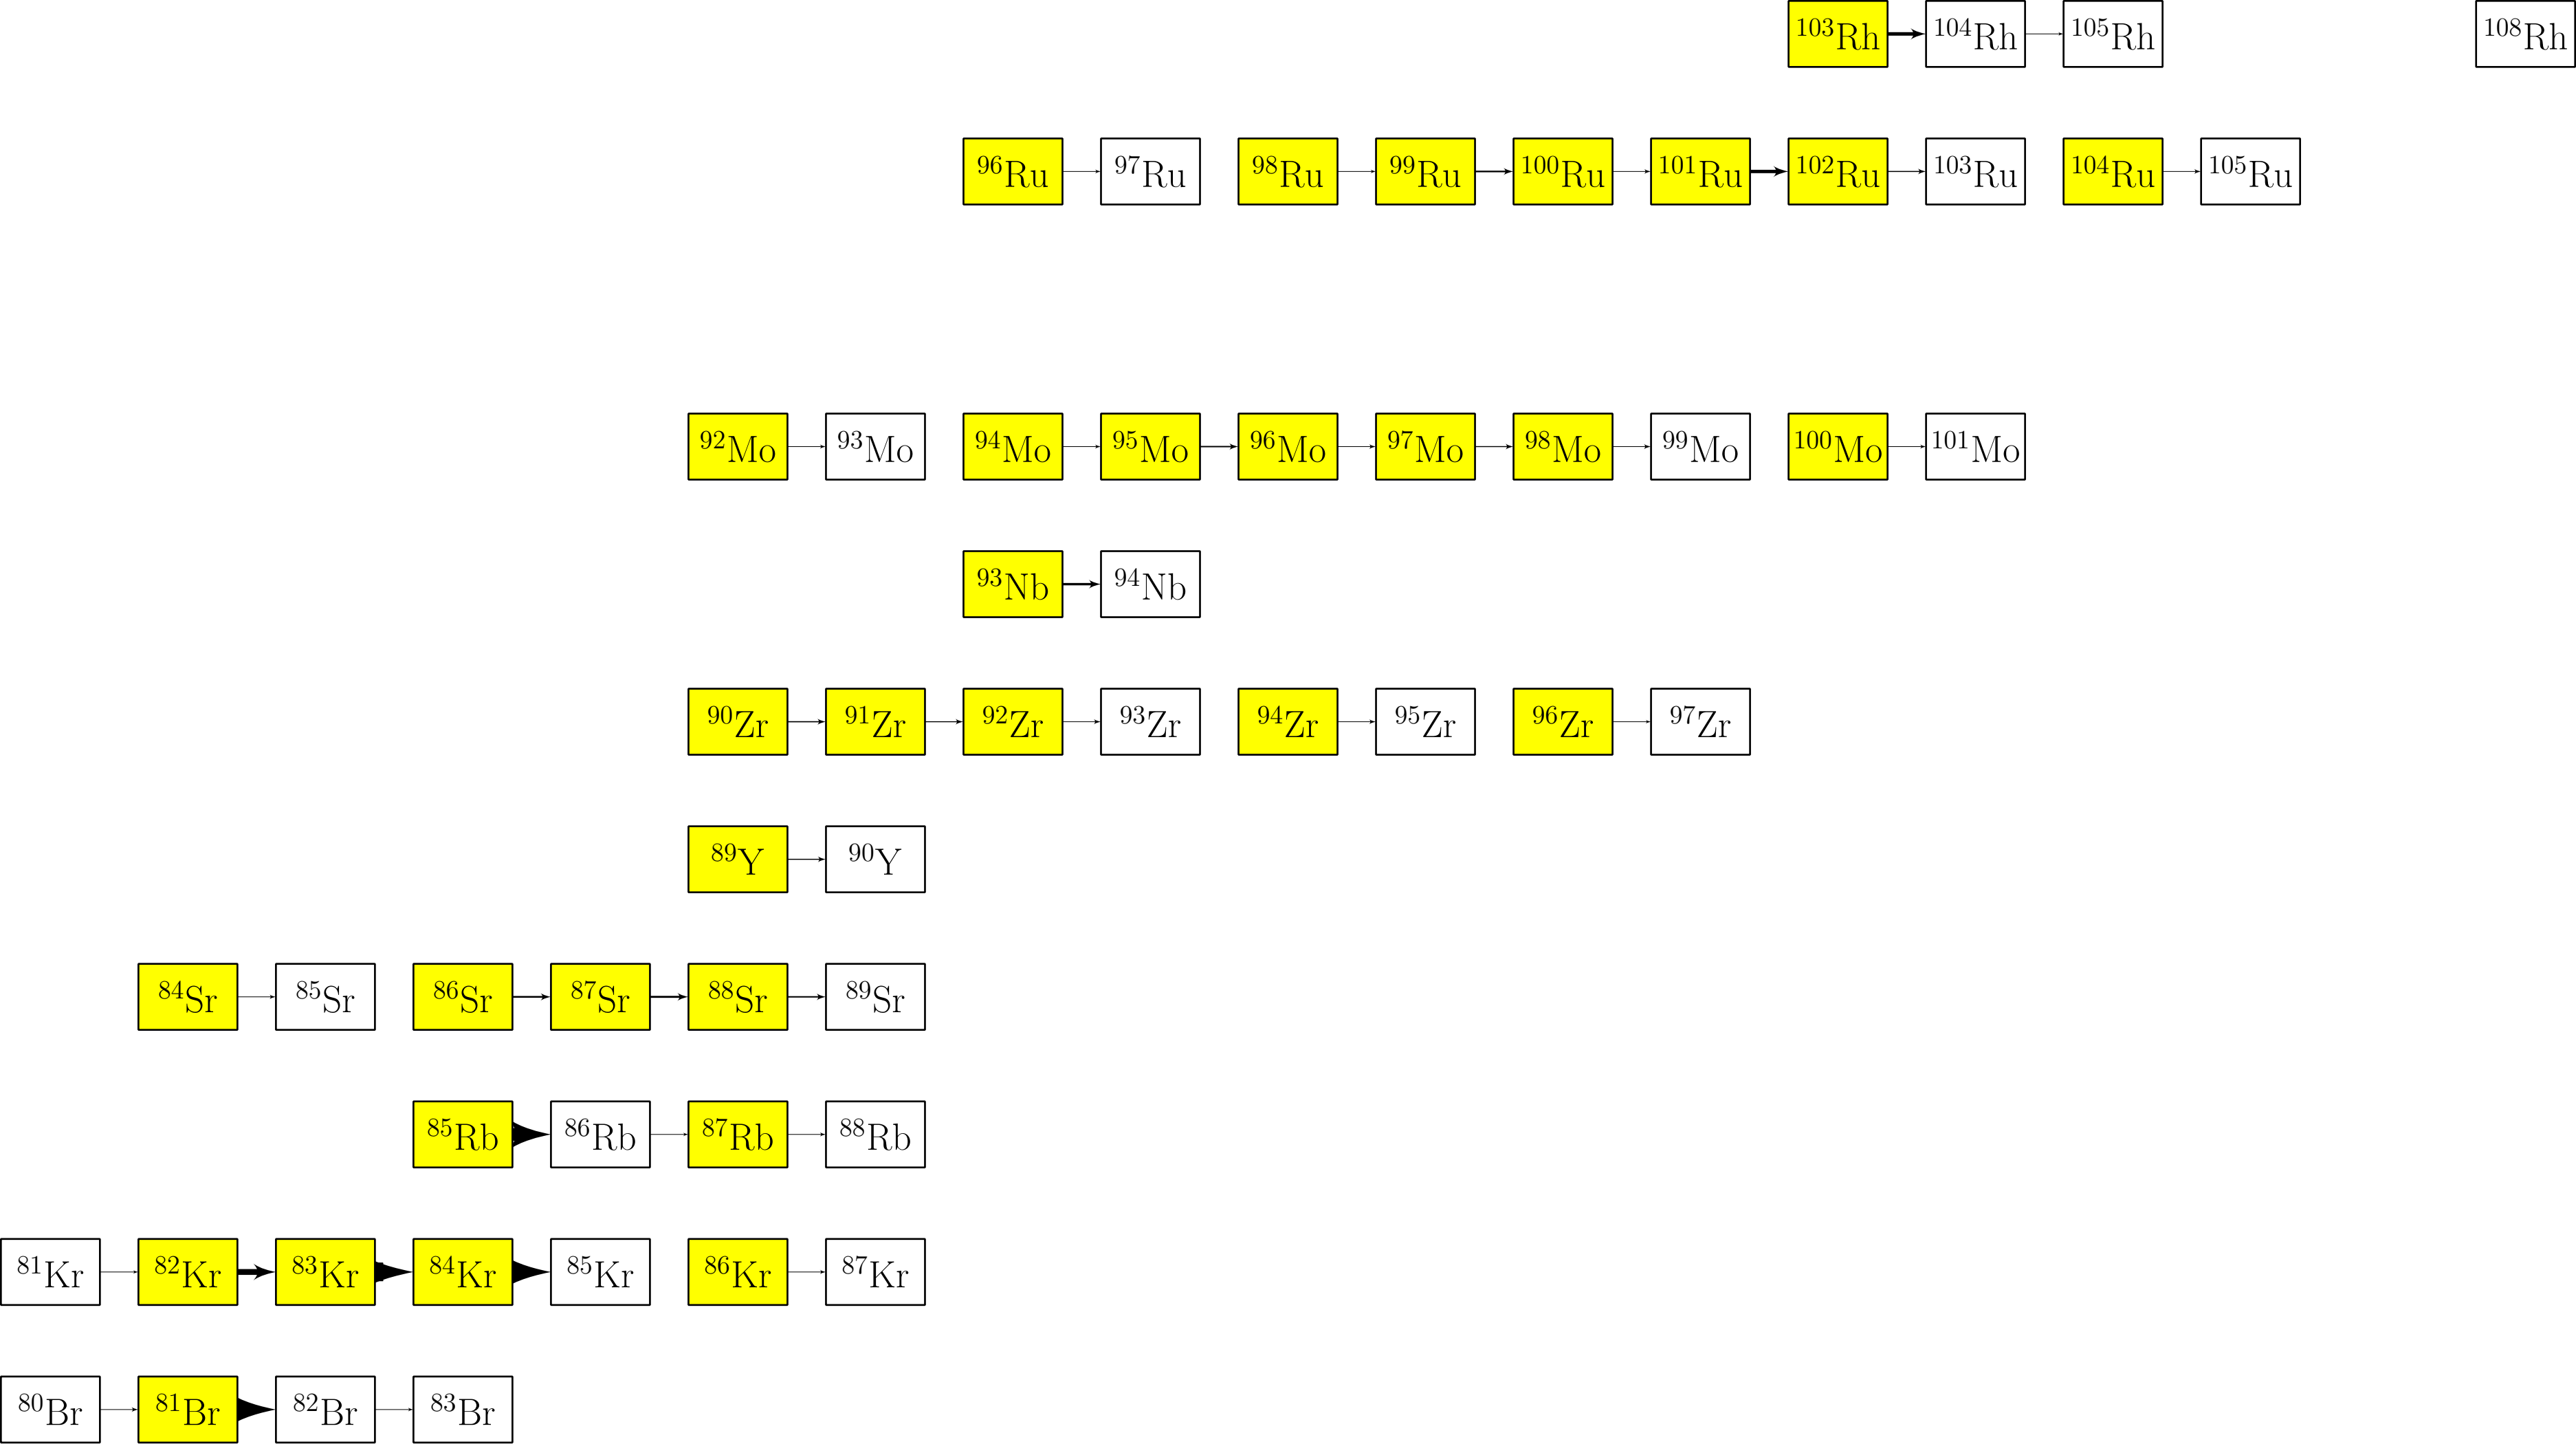 ¹⁰³Rh ¹⁰⁴Rh ¹⁰⁵Rh ¹⁰⁸Rh
⁹⁶Ru ⁹⁷Ru ⁹⁸Ru ⁹⁹Ru ¹⁰⁰Ru ¹⁰¹Ru ¹⁰²Ru ¹⁰³Ru ¹⁰⁴Ru ¹⁰⁵Ru
⁹²Mo ⁹³Mo ⁹⁴Mo ⁹⁵Mo ⁹⁶Mo ⁹⁷Mo ⁹⁸Mo ⁹⁹Mo ¹⁰⁰Mo ¹⁰¹Mo
⁹³Nb ⁹⁴Nb
⁹⁰Zr ⁹¹Zr ⁹²Zr ⁹³Zr ⁹⁴Zr ⁹⁵Zr ⁹⁶Zr ⁹⁷Zr
⁸⁹Y ⁹⁰Y
⁸⁴Sr ⁸⁵Sr ⁸⁶Sr ⁸⁷Sr ⁸⁸Sr ⁸⁹Sr
⁸⁵Rb ⁸⁶Rb ⁸⁷Rb ⁸⁸Rb
⁸¹Kr ⁸²Kr ⁸³Kr ⁸⁴Kr ⁸⁵Kr ⁸⁶Kr ⁸⁷Kr
⁸⁰Br ⁸¹Br ⁸²Br ⁸³Br